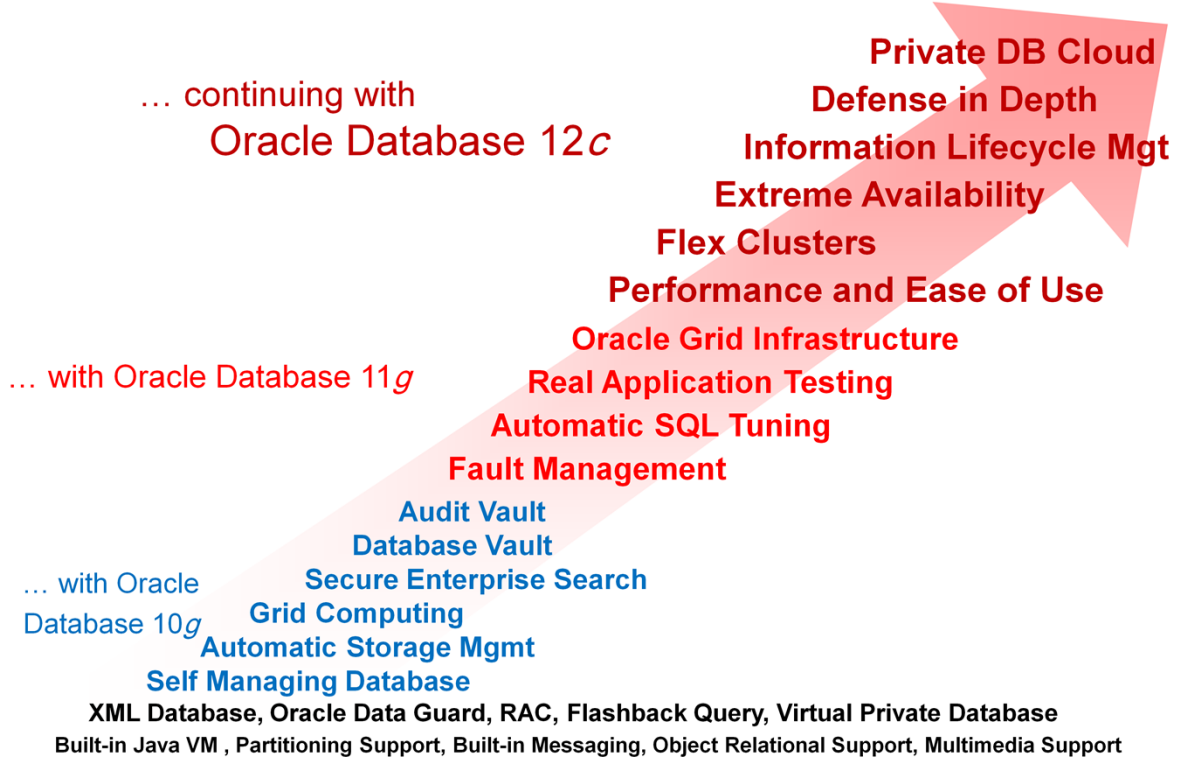 Private DB Cloud
… continuing with
Defense in Depth
Oracle Database 12c
Information Lifecycle Mgt
Extreme Availability
Flex Clusters
Performance and Ease of Use
Oracle Grid Infrastructure
… with Oracle Database 11g
Real Application Testing
Automatic SQL Tuning
Fault Management
Audit Vault
Database Vault
Secure Enterprise Search
… with Oracle
Database 10g
Grid Computing
Automatic Storage Mgmt
Self Managing Database
XML Database, Oracle Data Guard, RAC, Flashback Query, Virtual Private Database
Built-in Java VM , Partitioning Support, Built-in Messaging, Object Relational Support, Multimedia Support